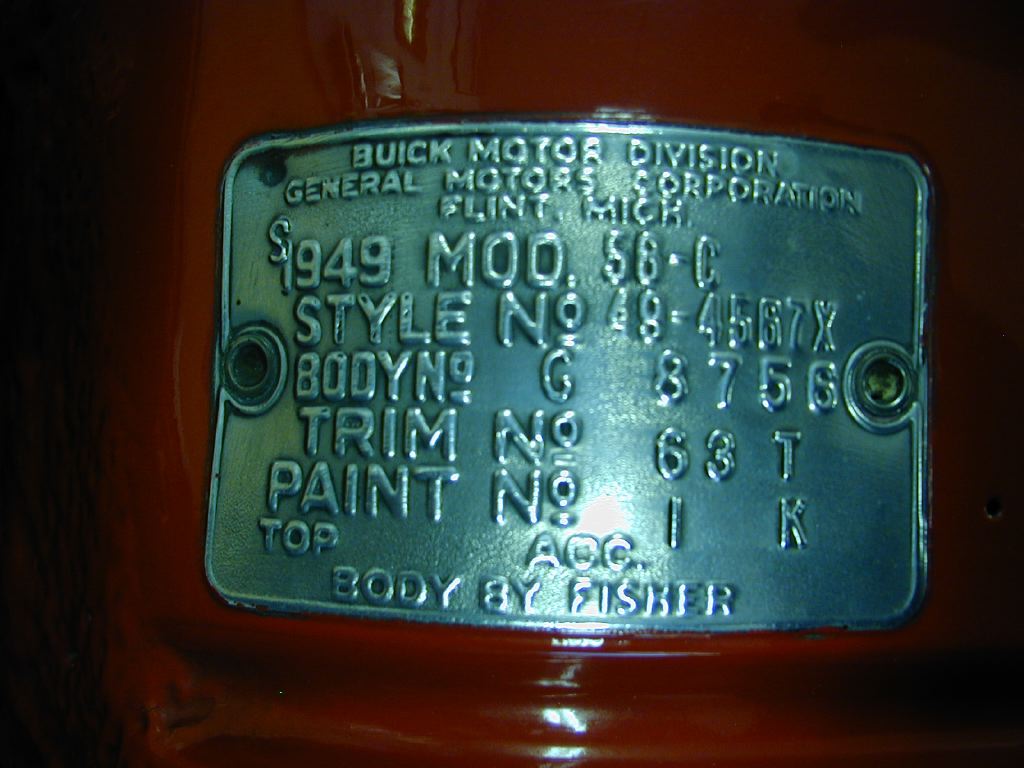 BUICK MOTOR DIVISION
GENERAL MOTORS CORPORATION
FLINT, MICH.
S1949 MOD. 56-C
STYLE No 49-4567X
BODY No C 8756
TRIM No 63 T
PAINT No 1 K
TOP ACC.
BODY BY FISHER